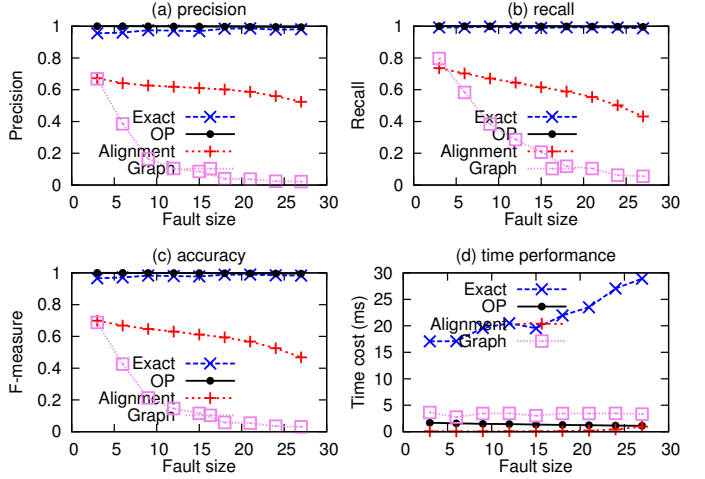 (a) precision
1
0.8
0.6
0.4
0.2
0
Precision
Exact
OP
Alignment
Graph
0 5 10 15 20 25 30
Fault size
(b) recall
1
0.8
0.6
0.4
0.2
0
Recall
Exact
OP
Alignment
Graph
0 5 10 15 20 25 30
Fault size
(c) accuracy
1
0.8
0.6
0.4
0.2
0
F-measure
Exact
OP
Alignment
Graph
0 5 10 15 20 25 30
Fault size
(d) time performance
30
25
20
15
10
5
0
Time cost (ms)
Exact
OP
Alignment
Graph
0 5 10 15 20 25 30
Fault size